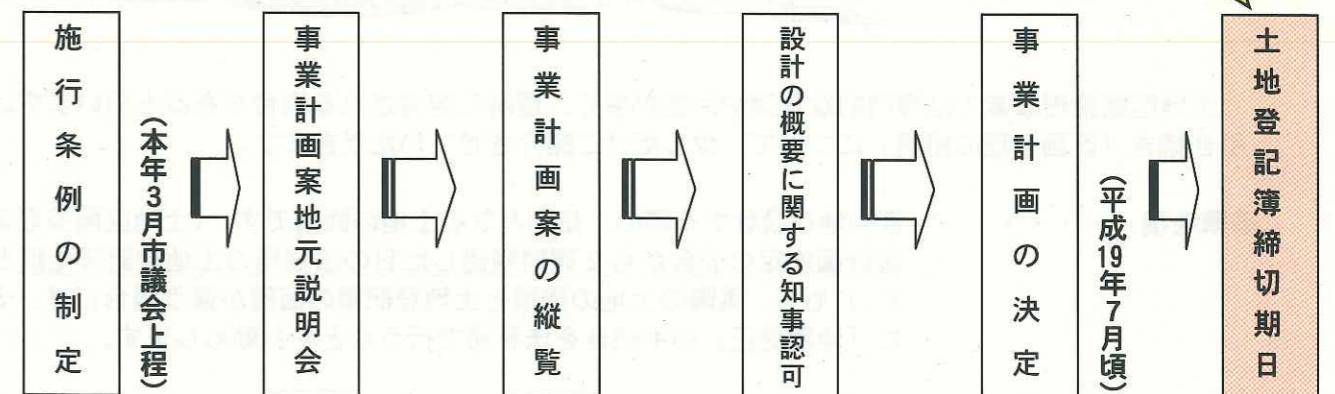 施行条例の制定
（本年3月市議会上程）
事業計画案地元説明会
事業計画案の縦覧
設計の概要に関する知事認可
事業計画の決定
（平成19年7月頃）
土地登記簿締切期日